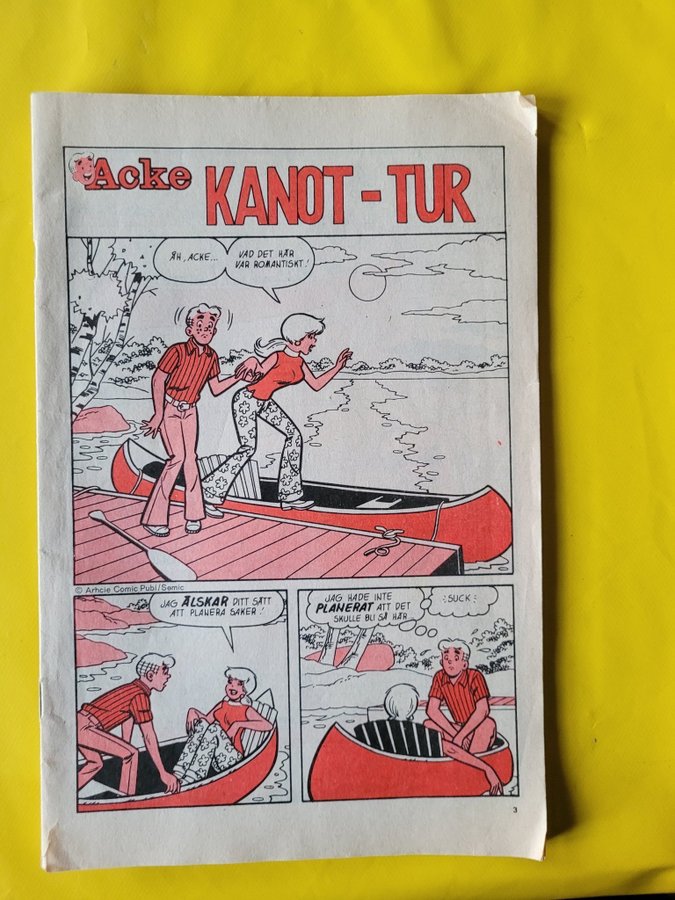 Acke KANOT-TUR
ÅH, ACKE...
VAD DET HÄR
VAR ROMANTISKT!
© Arhcie Comic Publ/Semic
JAG ÄLSKAR DITT SÄTT
ATT PLANERA SAKER!
JAG HADE INTE
PLANERAT ATT DET
SKULLE BLI SÅ HÄR
:SUCK:
3